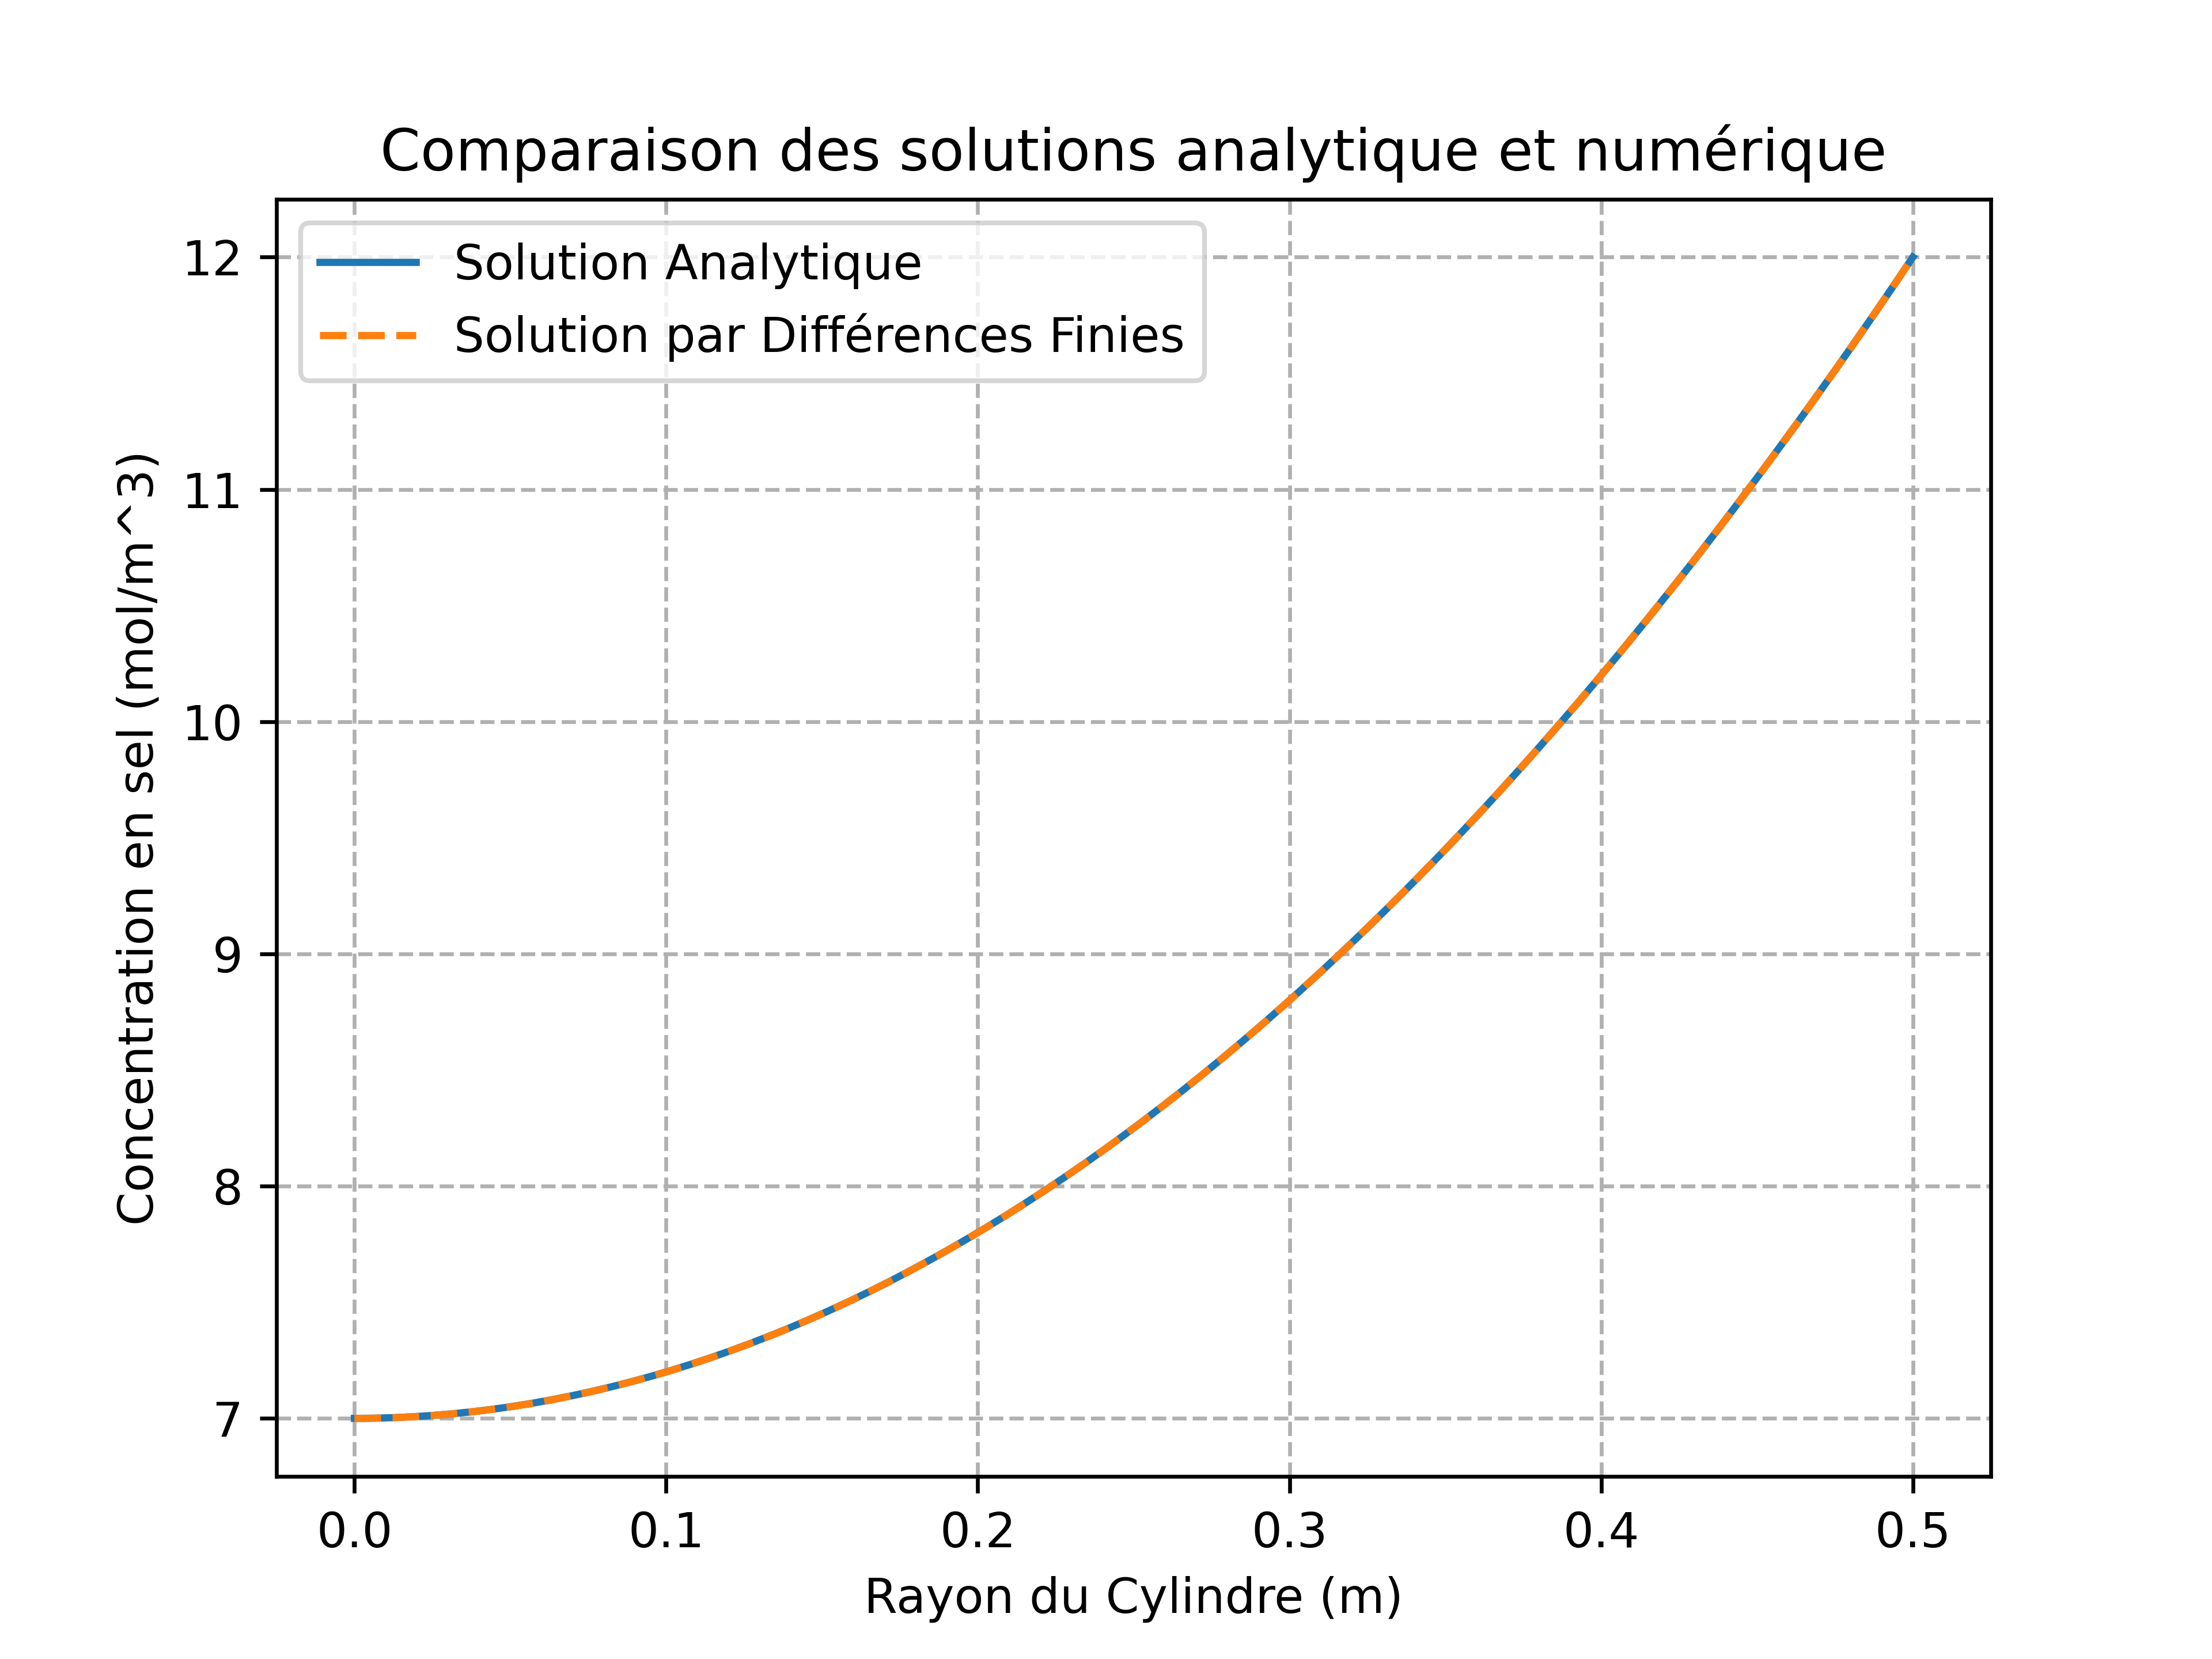 Comparaison des solutions analytique et numérique
Solution Analytique
Solution par Différences Finies
Concentration en sel (mol/m^3)
12
11
10
9
8
7
0.0 0.1 0.2 0.3 0.4 0.5
Rayon du Cylindre (m)